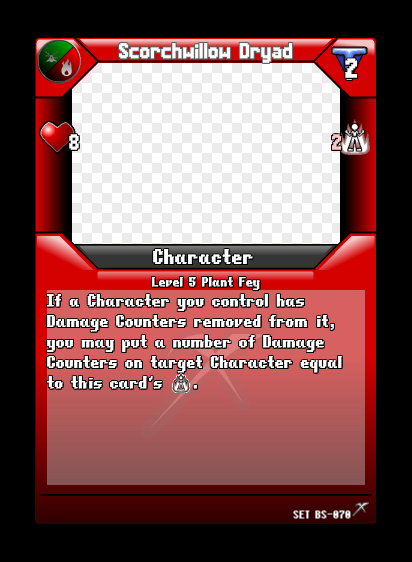 Scorchwillow Dryad
2
8
2
Character
Level 5 Plant Fey
If a Character you control has
Damage Counters removed from it,
you may put a number of Damage
Counters on target Character equal
to this card's .
SET BS-070